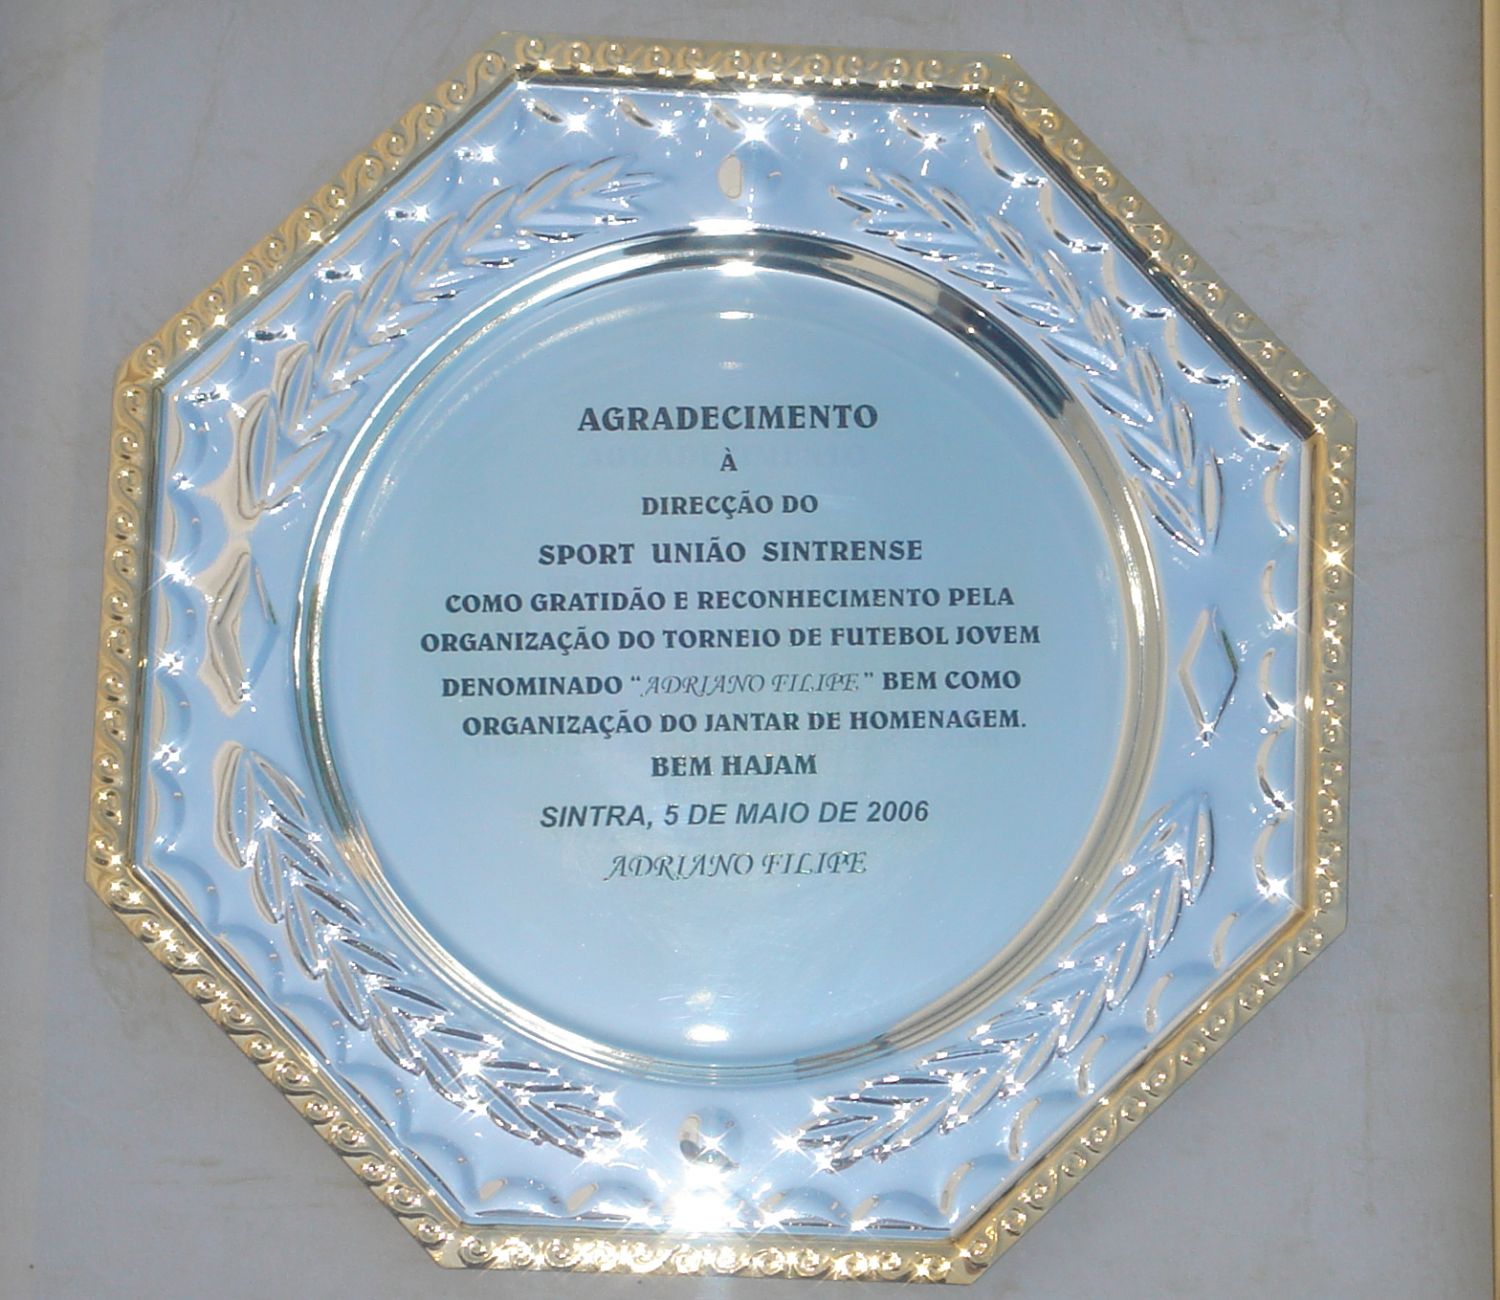 AGRADECIMENTO
À
DIRECÇÃO DO
SPORT UNIÃO SINTRENSE
COMO GRATIDÃO E RECONHECIMENTO PELA
ORGANIZAÇÃO DO TORNEIO DE FUTEBOL JOVEM
DENOMINADO “ADRIANO FILIPE” BEM COMO
ORGANIZAÇÃO DO JANTAR DE HOMENAGEM.
BEM HAJAM
SINTRA, 5 DE MAIO DE 2006
ADRIANO FILIPE